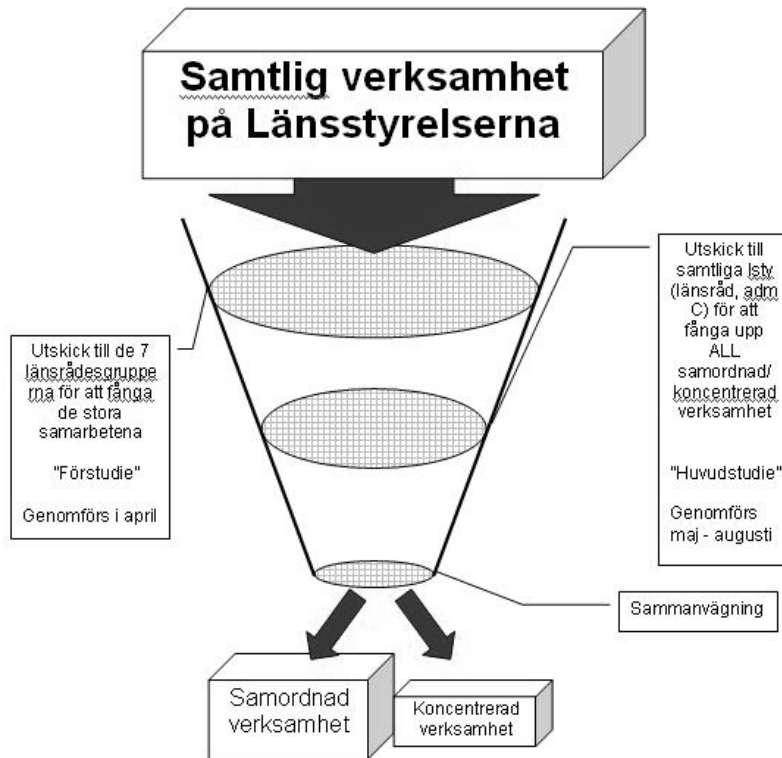 Samtlig verksamhet
på Länsstyrelserna
Utskick till de 7
länsrådesgruppe
rna för att fånga
de stora
samarbetena
"Förstudie"
Genomförs i april
Utskick till
samtliga lstv
(länsråd, adm
C) för att
fånga upp
ALL
samordnad/
koncentrerad
verksamhet
"Huvudstudie"
Genomförs
maj - augusti
Sammanvägning
Samordnad
verksamhet
Koncentrerad
verksamhet